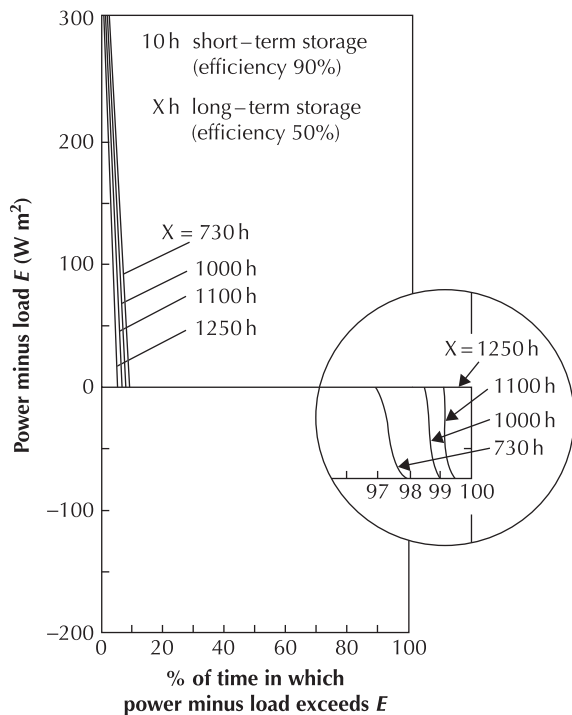 300
10 h short–term storage
(efficiency 90%)
X h long–term storage
(efficiency 50%)
200
X = 730 h
100
1000 h
1100 h
1250 h
X = 1250 h
0
1100 h
1000 h
730 h
97 98 99 100
–100
–200
0 20 40 60 80 100
Power minus load E (W m²)
% of time in which
power minus load exceeds E